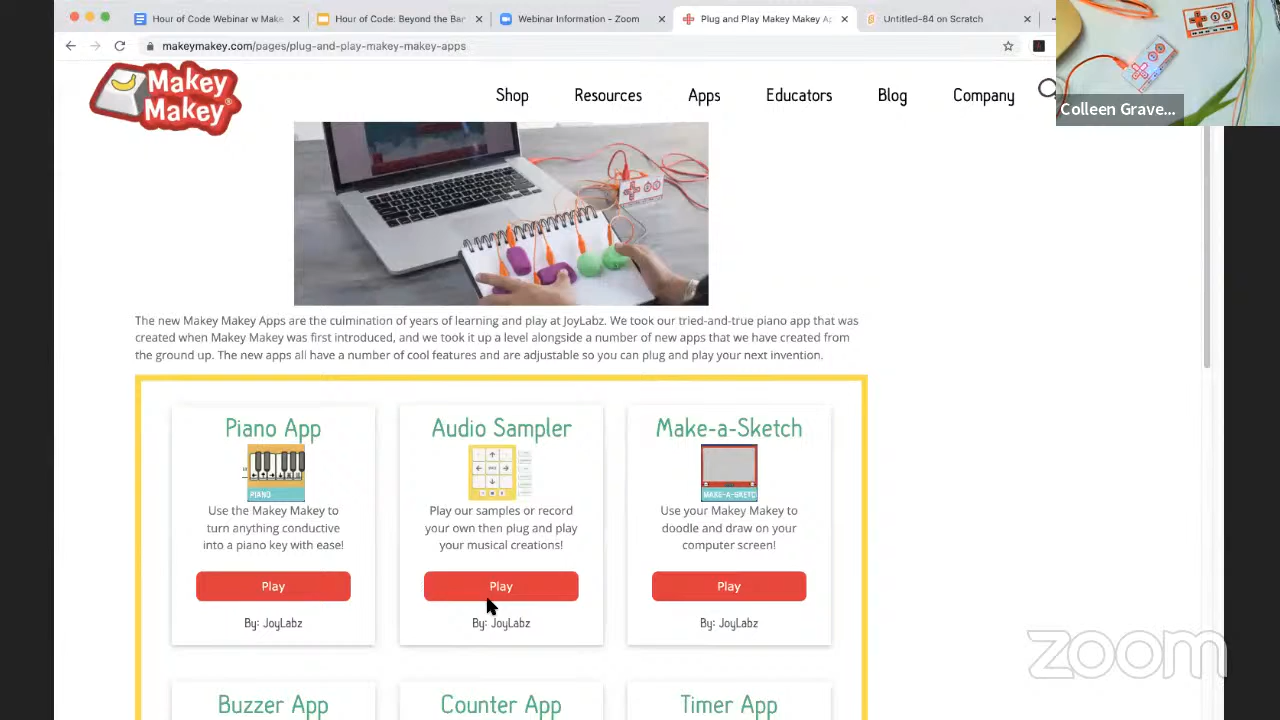 Hour of Code Webinar w Make
Hour of Code: Beyond the Bar
Webinar Information - Zoom
Plug and Play Makey Makey Ap
Untitled-84 on Scratch
makeymakey.com/pages/plug-and-play-makey-makey-apps
Makey
Makey®
Shop
Resources
Apps
Educators
Blog
Company
Colleen Grave...
The new Makey Makey Apps are the culmination of years of learning and play at JoyLabz. We took our tried-and-true piano app that was
created when Makey Makey was first introduced, and we took it up a level alongside a number of new apps that we have created from
the ground up. The new apps all have a number of cool features and are adjustable so you can plug and play your next invention.
Piano App
PIANO
Use the Makey Makey to
turn anything conductive
into a piano key with ease!
Play
By: JoyLabz
Audio Sampler
Play our samples or record
your own then plug and play
your musical creations!
Play
By: JoyLabz
Make-a-Sketch
MAKE-A-SKETC
Use your Makey Makey to
doodle and draw on your
computer screen!
Play
By: JoyLabz
Buzzer App
Counter App
Timer App
zoom